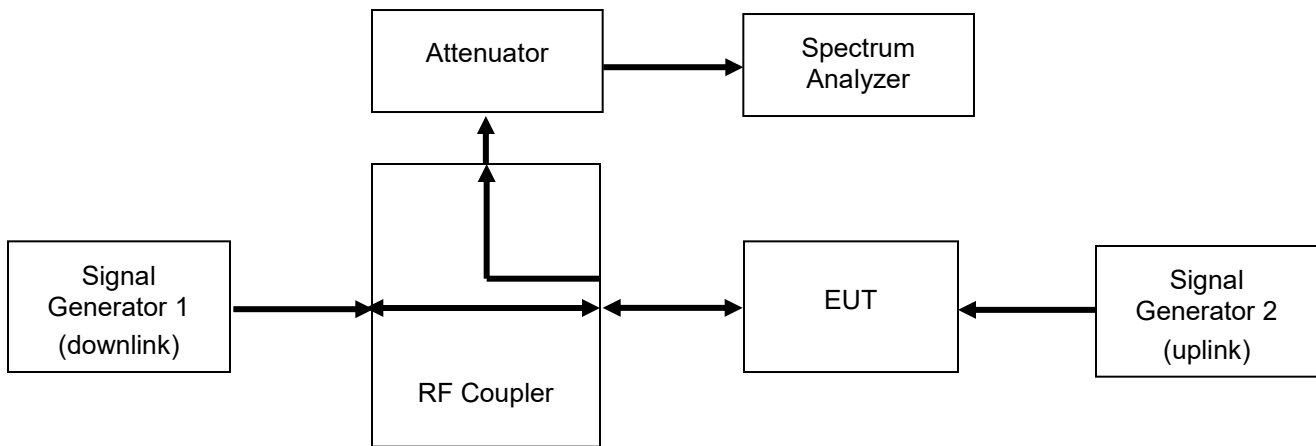 Attenuator
Spectrum
Analyzer
Signal
Generator 1
(downlink)
RF Coupler
EUT
Signal
Generator 2
(uplink)